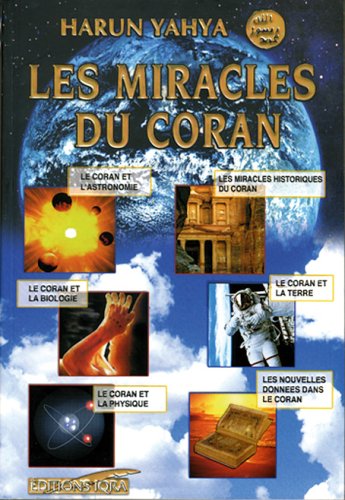 HARUN YAHYA
LES MIRACLES
DU CORAN
LE CORAN ET
L'ASTRONOMIE
LES MIRACLES HISTORIQUES
DU CORAN
LE CORAN ET
LA BIOLOGIE
LE CORAN ET
LA TERRE
LE CORAN ET
LA PHYSIQUE
LES NOUVELLES
DONNEES DANS
LE CORAN
EDITIONS IQRA